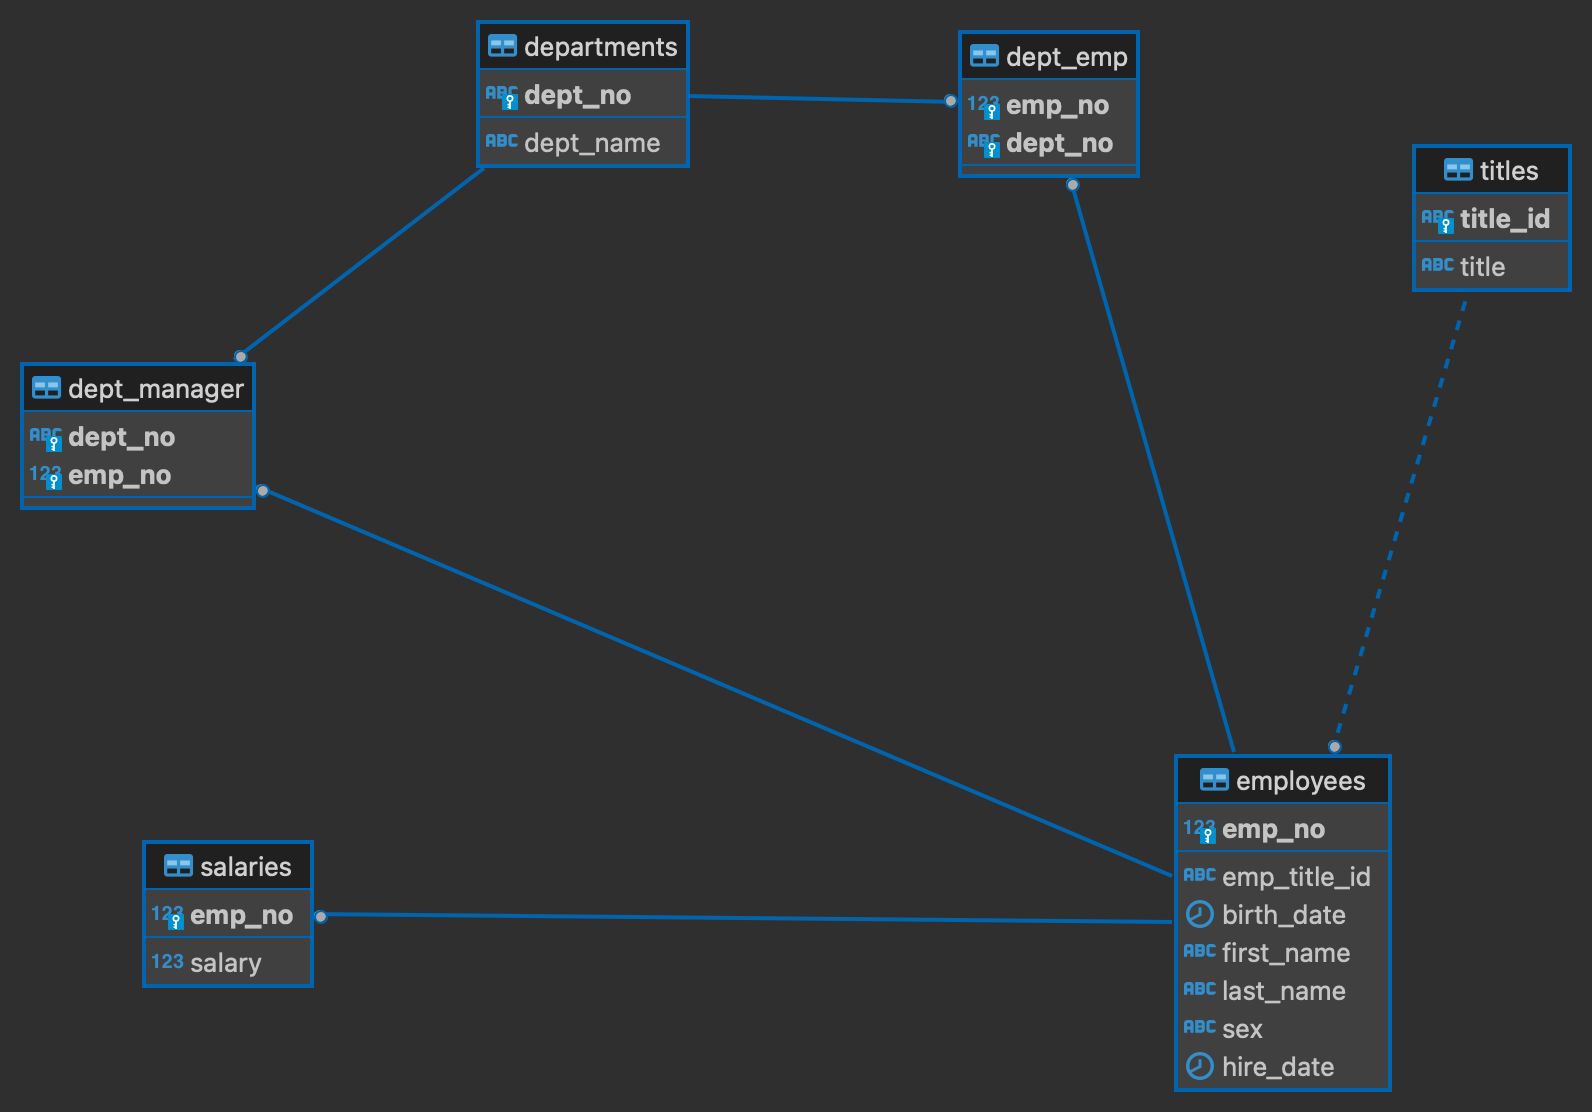 departments
ABC dept_no
ABC dept_name
dept_emp
123 emp_no
ABC dept_no
titles
ABC title_id
ABC title
dept_manager
ABC dept_no
123 emp_no
salaries
123 emp_no
123 salary
employees
123 emp_no
ABC emp_title_id
birth_date
ABC first_name
ABC last_name
ABC sex
hire_date